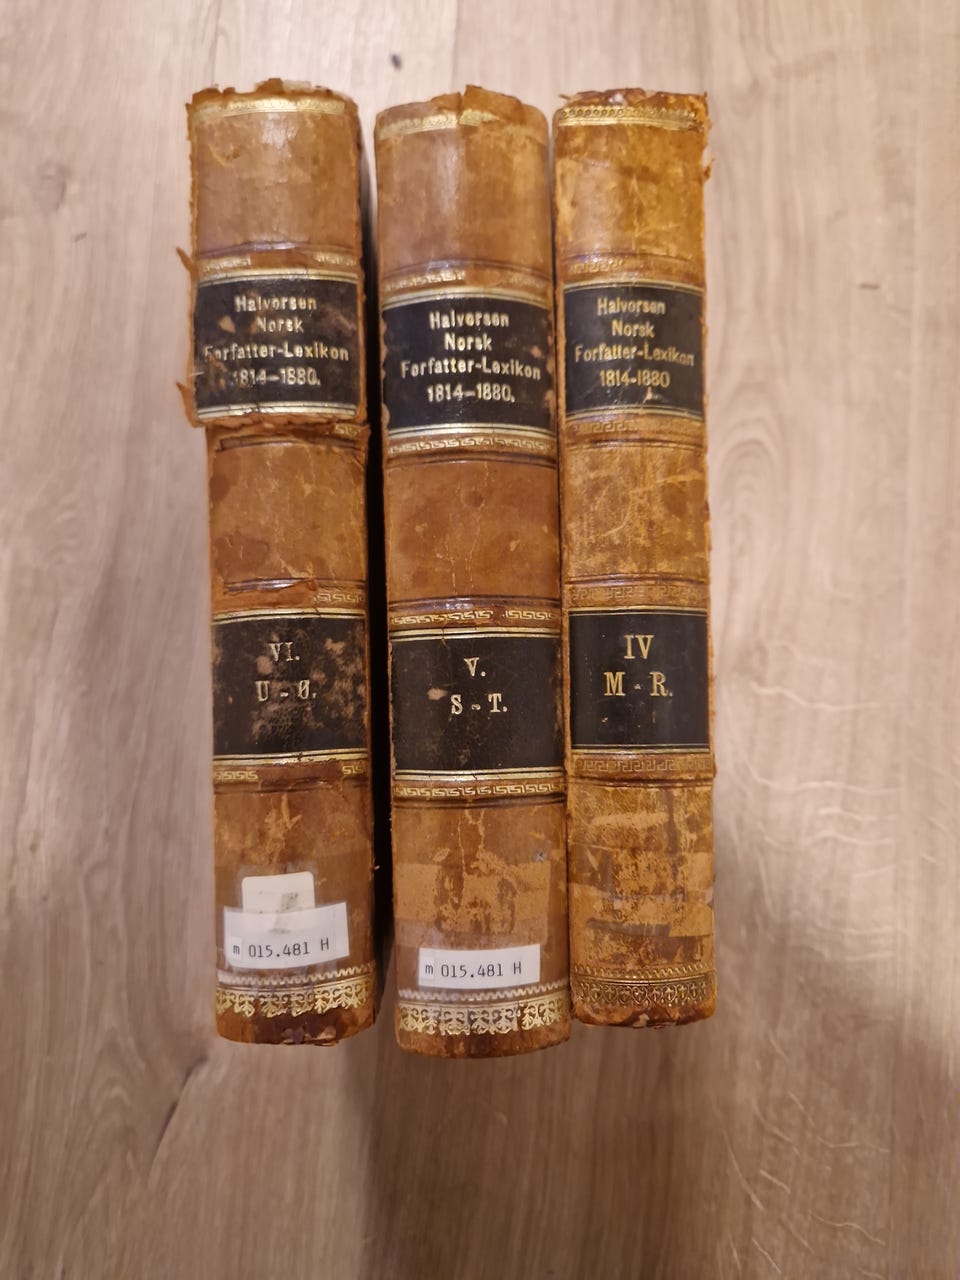 Halvorsen
Norsk
Forfatter-Lexikon
1814-1880.
VI.
U - Ø.
m 015.481 H
Halvorsen
Norsk
Forfatter-Lexikon
1814-1880.
V.
S - T.
m 015.481 H
Halvorsen
Norsk
Forfatter-Lexikon
1814-1880
IV
M - R.